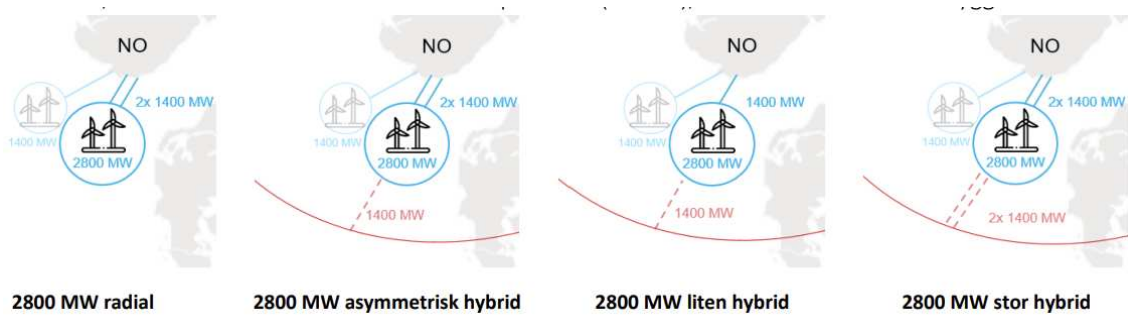 NO
2x 1400 MW
1400 MW
2800 MW
2800 MW radial
NO
2x 1400 MW
1400 MW
2800 MW
1400 MW
2800 MW asymmetrisk hybrid
NO
1400 MW
1400 MW
2800 MW
1400 MW
2800 MW liten hybrid
NO
2x 1400 MW
1400 MW
2800 MW
2x 1400 MW
2800 MW stor hybrid